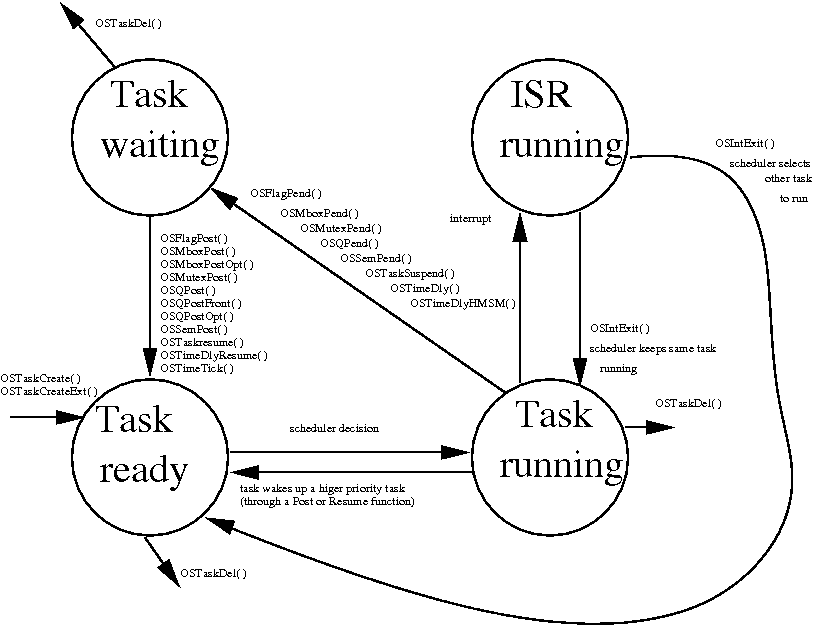 OSTaskDel( )
Task
waiting
ISR
running
OSIntExit( )
scheduler selects
other task
to run
OSFlagPend( )
OSMboxPend( )
OSMutexPend( )
OSQPend( )
OSSemPend( )
OSTaskSuspend( )
OSTimeDly( )
OSTimeDlyHMSM( )
interrupt
OSFlagPost( )
OSMboxPost( )
OSMboxPostOpt( )
OSMutexPost( )
OSQPost( )
OSQPostFront( )
OSQPostOpt( )
OSSemPost( )
OSTaskresume( )
OSTimeDlyResume( )
OSTimeTick( )
OSIntExit( )
scheduler keeps same task
running
OSTaskCreate( )
OSTaskCreateExt( )
Task
ready
scheduler decision
task wakes up a higer priority task
(through a Post or Resume function)
Task
running
OSTaskDel( )
OSTaskDel( )